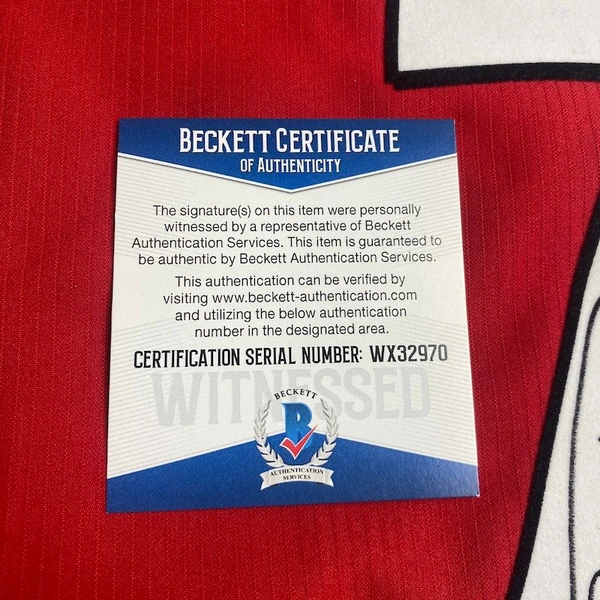 BECKETT CERTIFICATE
OF AUTHENTICITY
The signature(s) on this item were personally
witnessed by a representative of Beckett
Authentication Services. This item is guaranteed to
be authentic by Beckett Authentication Services.
This authentication can be verified by
visiting www.beckett-authentication.com
and utilizing the below authentication
number in the designated area.
CERTIFICATION SERIAL NUMBER: WX32970
WITNESSED
BECKETT
B
AUTHENTICATION
SERVICES